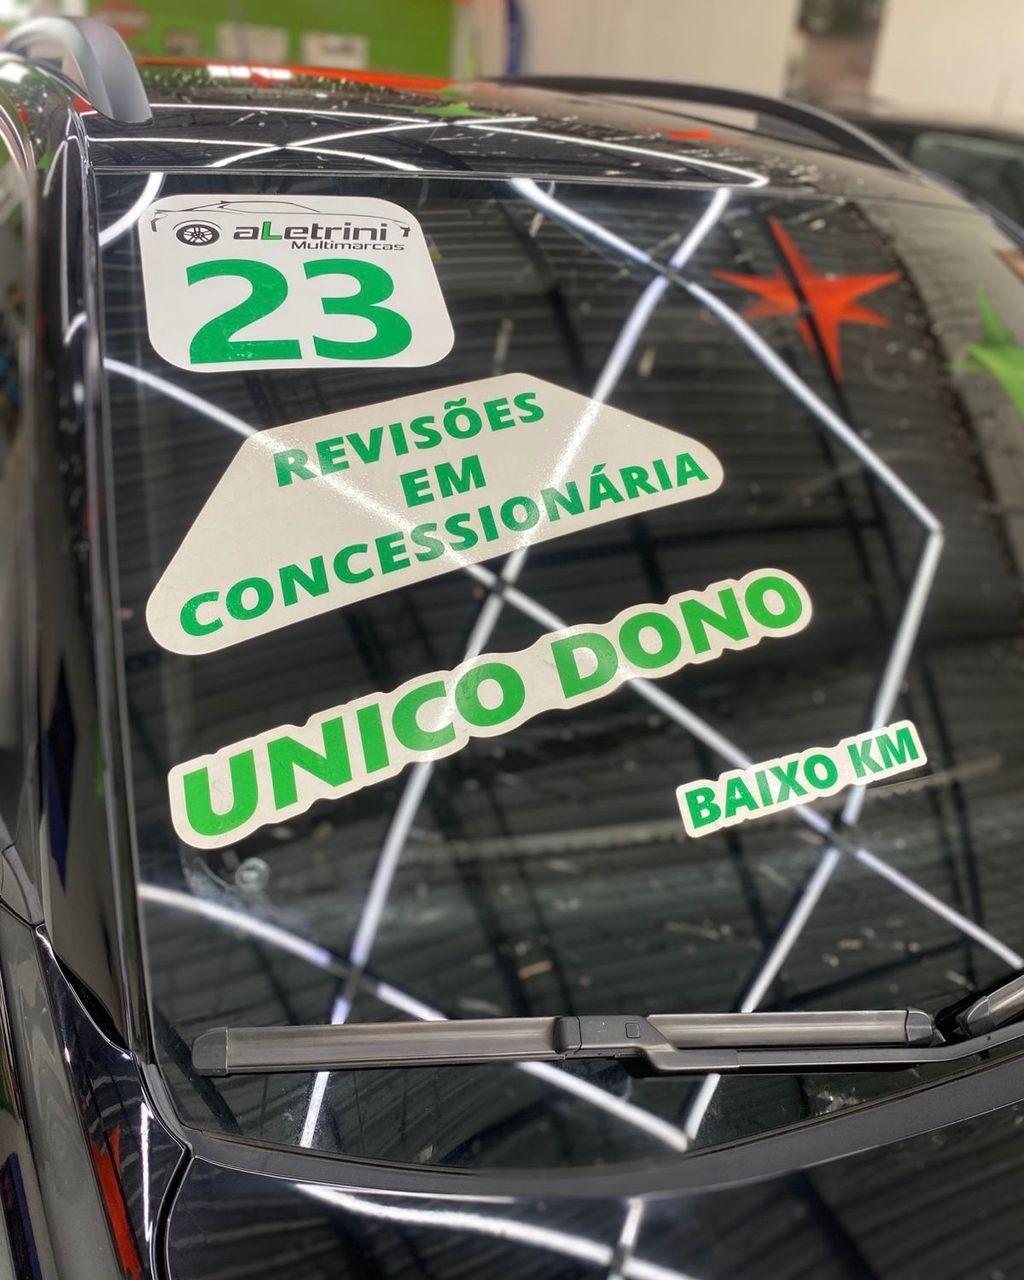 aLetrini
Multimarcas
23
REVISÕES
EM
CONCESSIONÁRIA
UNICO DONO
BAIXO KM